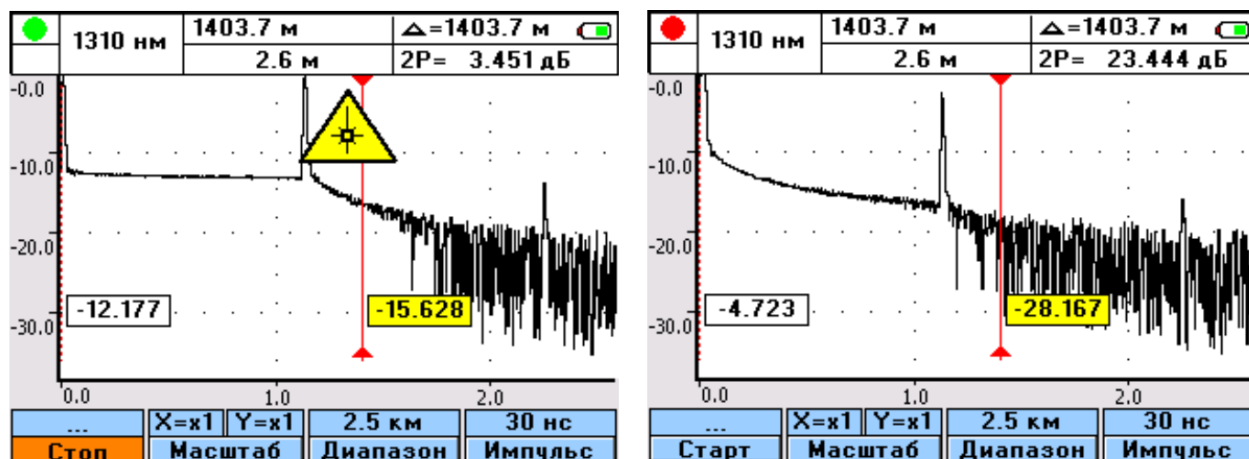 1310 нм
1403.7 м
∆=1403.7 м
2.6 м
2P= 3.451 дБ
-0.0
-10.0
-20.0
-30.0
-12.177
-15.628
0.0
1.0
2.0
...
X=x1
Y=x1
2.5 км
30 нс
Стоп
Масштаб
Диапазон
Импульс
1310 нм
1403.7 м
∆=1403.7 м
2.6 м
2P= 23.444 дБ
-0.0
-10.0
-20.0
-30.0
-4.723
-28.167
0.0
1.0
2.0
...
X=x1
Y=x1
2.5 км
30 нс
Старт
Масштаб
Диапазон
Импульс